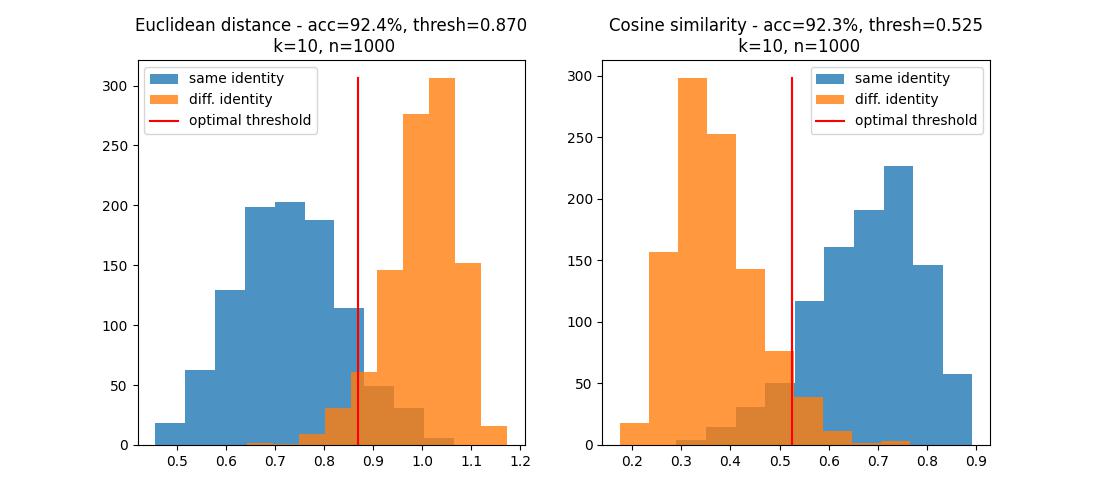 Euclidean distance - acc=92.4%, thresh=0.870
k=10, n=1000
same identity
diff. identity
optimal threshold
300
250
200
150
100
50
0
0.5 0.6 0.7 0.8 0.9 1.0 1.1 1.2
Cosine similarity - acc=92.3%, thresh=0.525
k=10, n=1000
same identity
diff. identity
optimal threshold
300
250
200
150
100
50
0
0.2 0.3 0.4 0.5 0.6 0.7 0.8 0.9